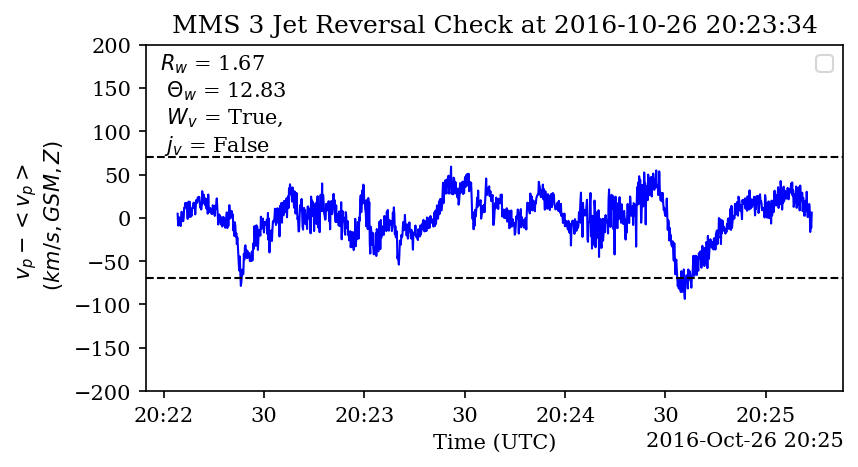 MMS 3 Jet Reversal Check at 2016-10-26 20:23:34
R_w = 1.67
Θ_w = 12.83
W_v = True,
j_v = False
v_p − < v_p >
(km/s, GSM, Z)
200
150
100
50
0
−50
−100
−150
−200
20:22 30 20:23 30 20:24 30 20:25
Time (UTC)
2016-Oct-26 20:25